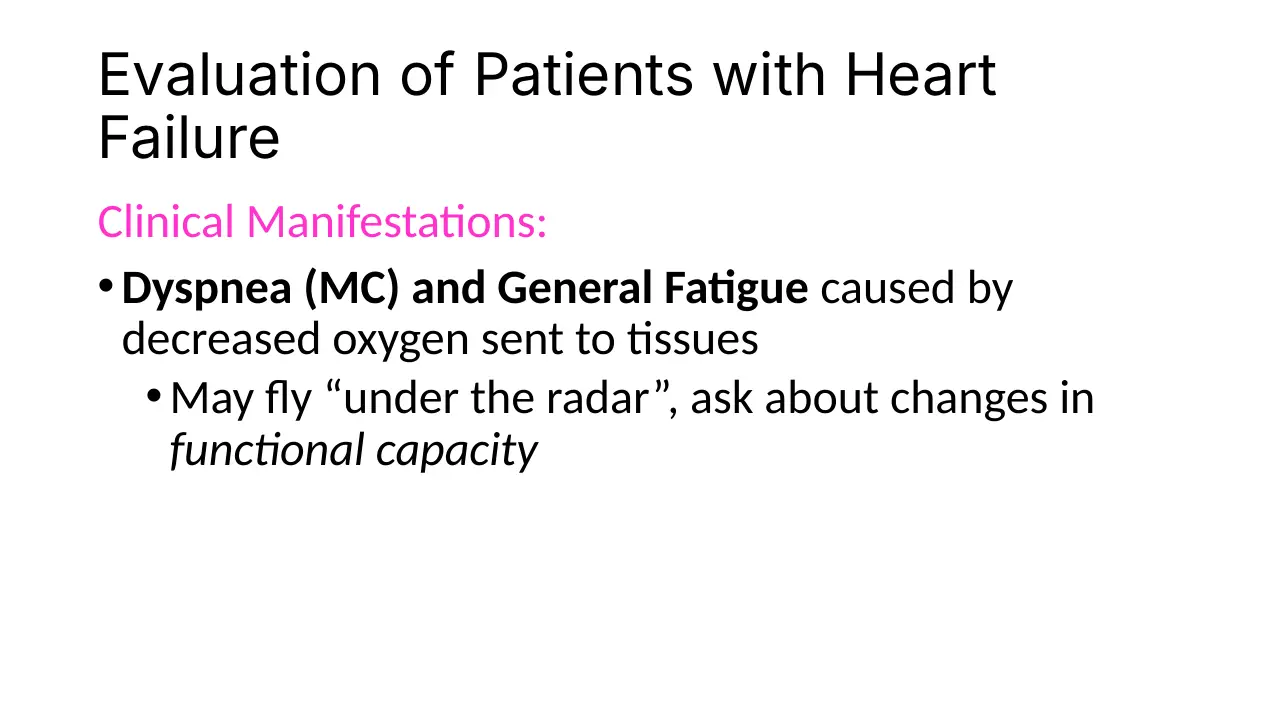 Evaluation of Patients with Heart
Failure
Clinical Manifestations:
• Dyspnea (MC) and General Fatigue caused by
decreased oxygen sent to tissues
• May fly “under the radar”, ask about changes in
functional capacity